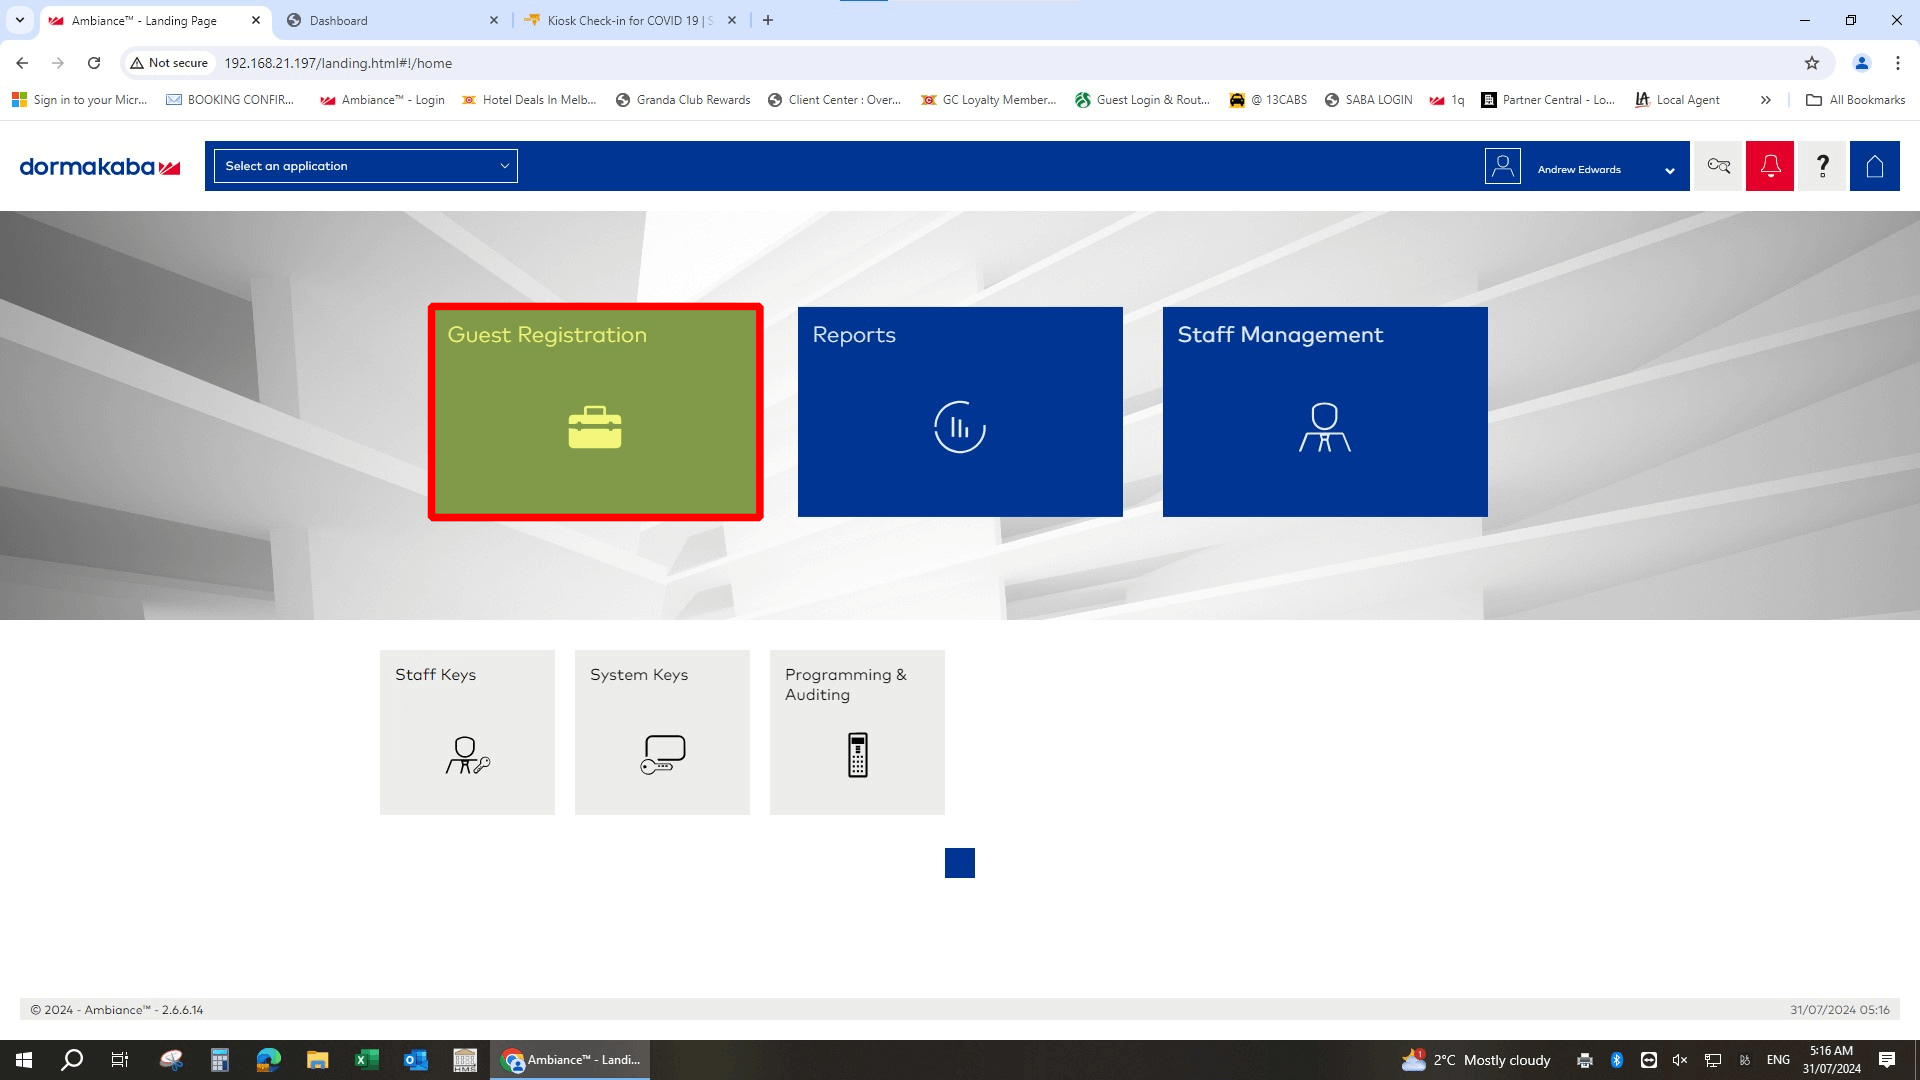 Ambiance™ - Landing Page
Dashboard
Kiosk Check-in for COVID 19 | S
Not secure
192.168.21.197/landing.html#!/home
Sign in to your Micr...
BOOKING CONFIR...
Ambiance™ - Login
Hotel Deals In Melb...
Granda Club Rewards
Client Center : Over...
GC Loyalty Member...
Guest Login & Rout...
@ 13CABS
SABA LOGIN
1q
Partner Central - Lo...
Local Agent
All Bookmarks
dormakaba
Select an application
Andrew Edwards
Guest Registration
Reports
Staff Management
Staff Keys
System Keys
Programming &
Auditing
© 2024 - Ambiance™ - 2.6.6.14
31/07/2024 05:16
Ambiance™ - Landi...
2°C Mostly cloudy
ENG
5:16 AM
31/07/2024